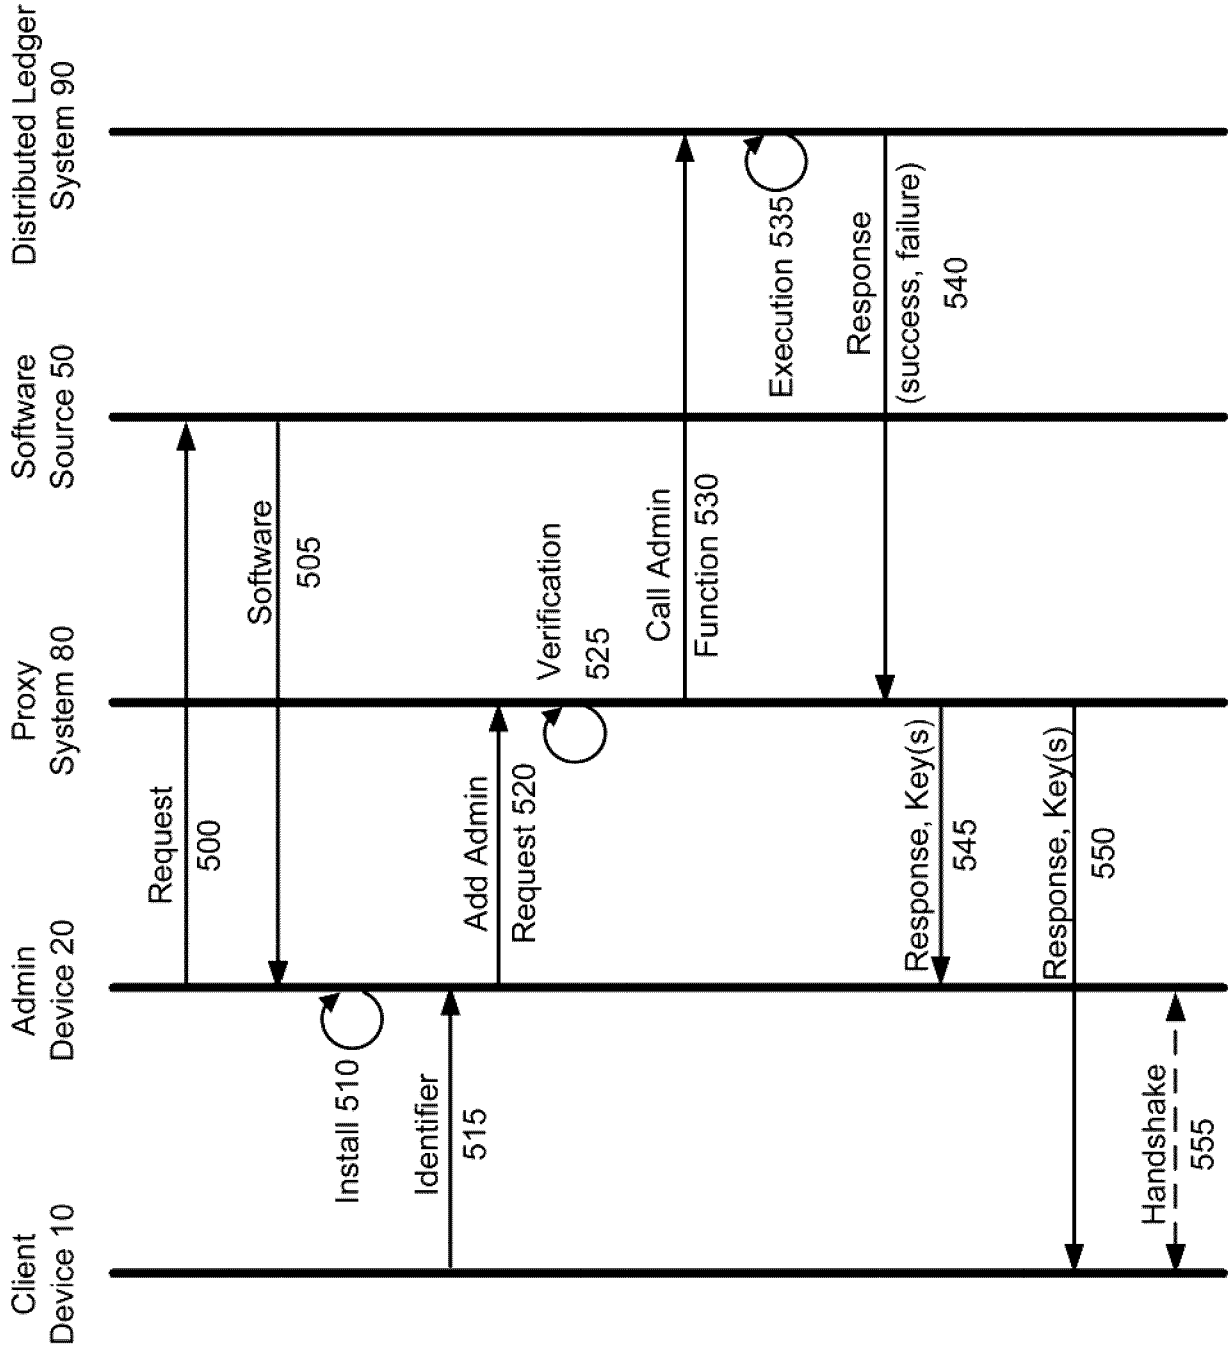 Client
Device 10
Admin
Device 20
Proxy
System 80
Software
Source 50
Distributed Ledger
System 90
Request
500
Software
505
Install 510
Identifier
515
Add Admin
Request 520
Verification
525
Call Admin
Function 530
Execution 535
Response
(success, failure)
540
Response, Key(s)
545
Response, Key(s)
550
Handshake
555